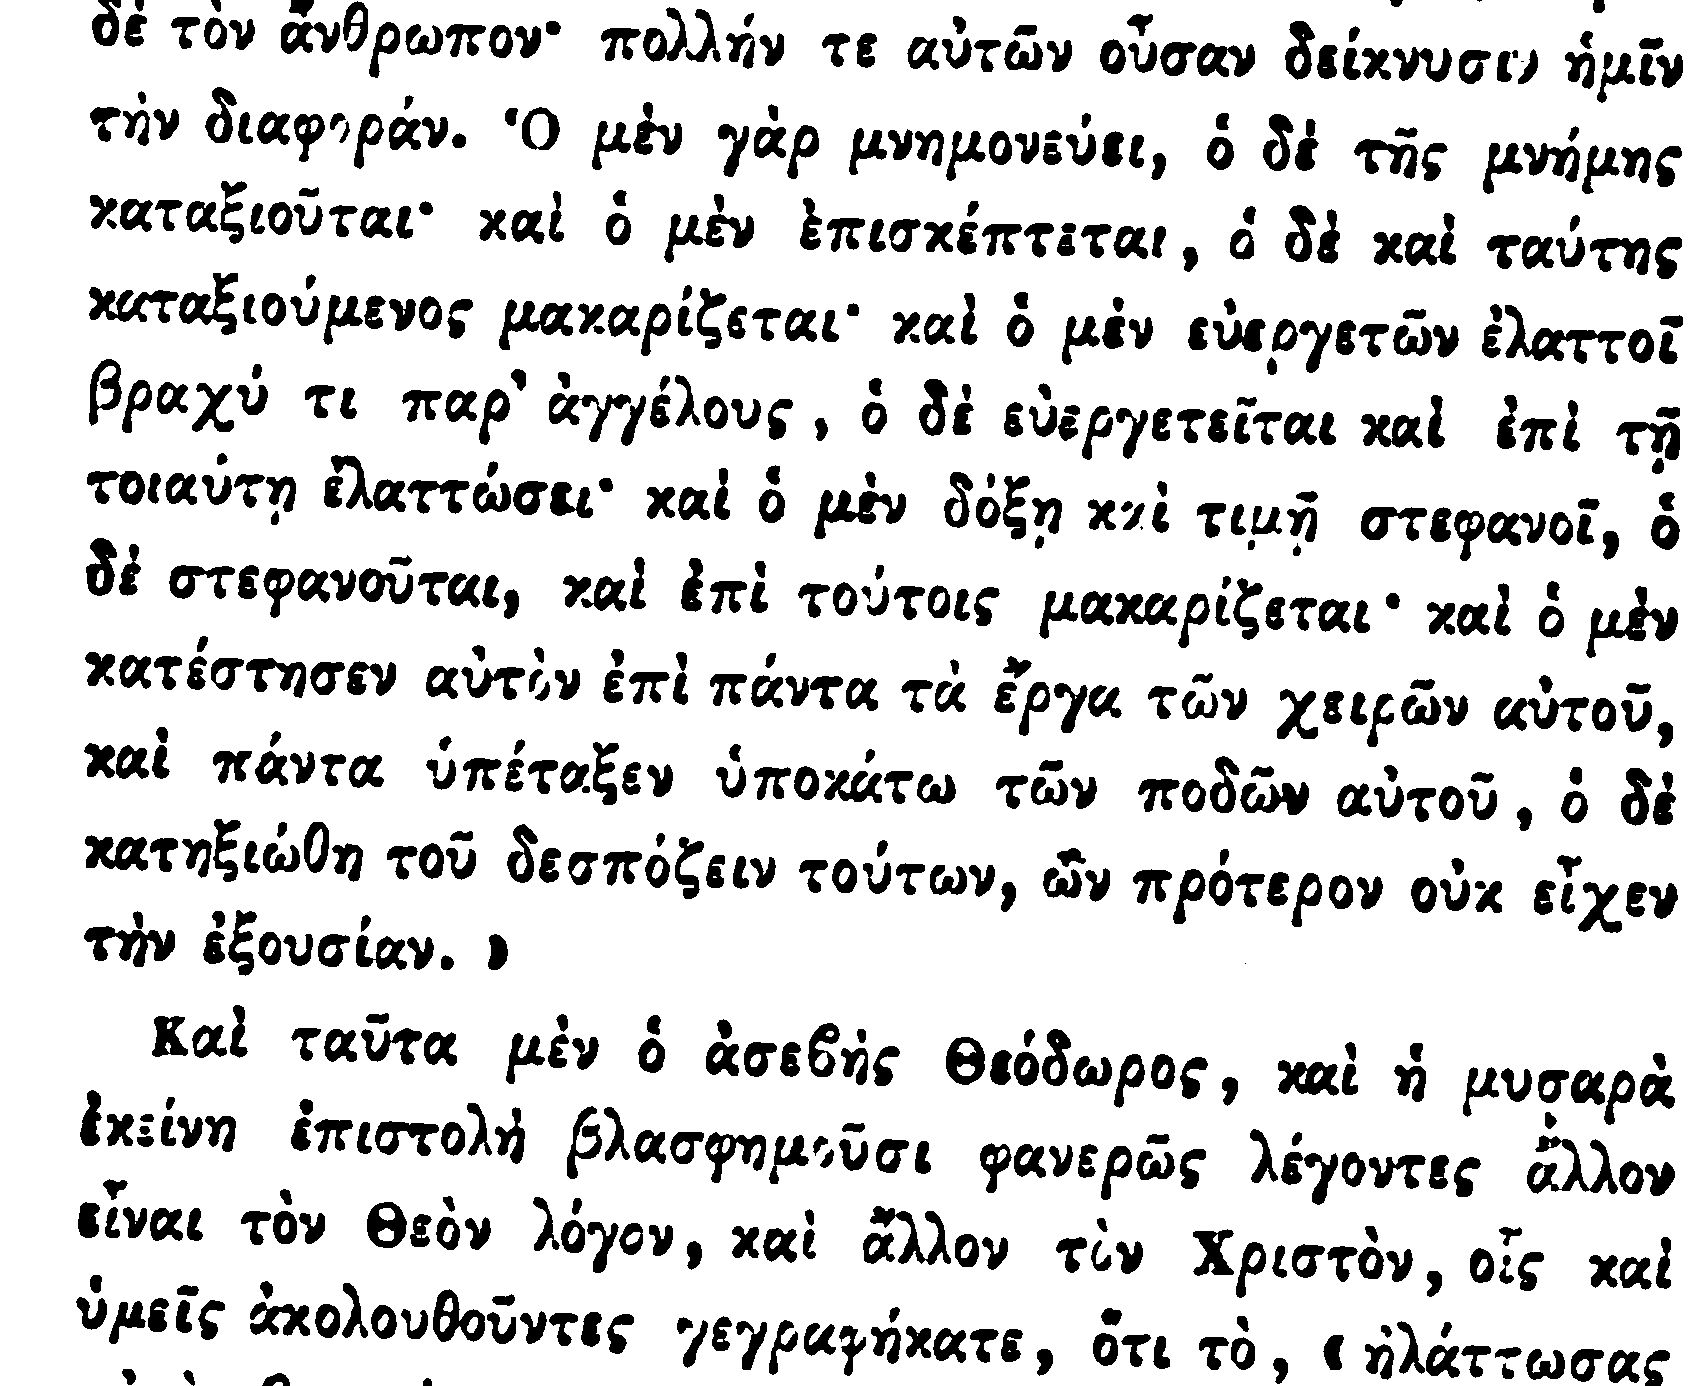 δὲ τὸν ἄνθρωπον· πολλήν τε αὐτῶν οὖσαν δείκνυσιν ἡμῖν
τὴν διαφοράν. Ὁ μὲν γὰρ μνημονεύει, ὁ δὲ τῆς μνήμης
καταξιοῦται· καὶ ὁ μὲν ἐπισκέπτεται, ὁ δὲ καὶ ταύτης
καταξιούμενος μακαρίζεται· καὶ ὁ μὲν εὐεργετῶν ἐλαττοῖ
βραχύ τι παρ’ ἀγγέλους, ὁ δὲ εὐεργετεῖται καὶ ἐπὶ τῇ
τοιαύτῃ ἐλαττώσει· καὶ ὁ μὲν δόξῃ καὶ τιμῇ στεφανοῖ, ὁ
δὲ στεφανοῦται, καὶ ἐπὶ τούτοις μακαρίζεται· καὶ ὁ μὲν
κατέστησεν αὐτὸν ἐπὶ πάντα τὰ ἔργα τῶν χειρῶν αὐτοῦ,
καὶ πάντα ὑπέταξεν ὑποκάτω τῶν ποδῶν αὐτοῦ, ὁ δὲ
κατηξιώθη τοῦ δεσπόζειν τούτων, ὧν πρότερον οὐκ εἶχεν
τὴν ἐξουσίαν. »
Καὶ ταῦτα μὲν ὁ ἀσεβὴς Θεόδωρος, καὶ ἡ μυσαρὰ
ἐκείνη ἐπιστολὴ βλασφημοῦσι φανερῶς λέγοντες ἄλλον
εἶναι τὸν Θεὸν λόγον, καὶ ἄλλον τὸν Χριστὸν, οἷς καὶ
ὑμεῖς ἀκολουθοῦντες γεγραφήκατε, ὅτι τὸ, « ἠλάττωσας